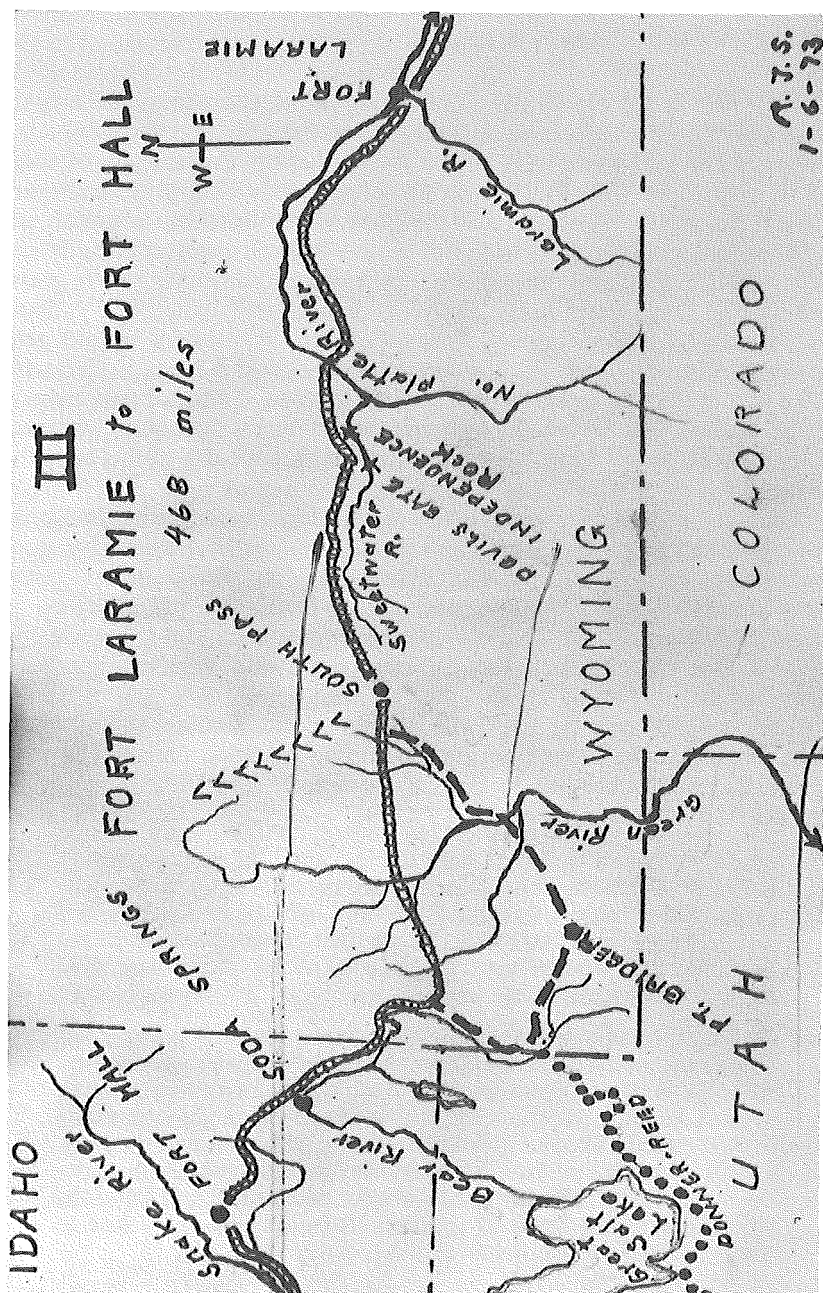 III
FORT LARAMIE to FORT HALL
468 miles
N
W E
IDAHO
Snake River
FORT HALL
SODA SPRINGS
SOUTH PASS
Sweetwater
R.
DEVILS GATE
INDEPENDENCE
ROCK
No. Platte River
FORT
LARAMIE
Laramie R.
WYOMING
Green River
FT. BRIDGER
Bear River
Great
Salt
Lake
DONNER-REED
UTAH
COLORADO
R.J.S.
1-6-73